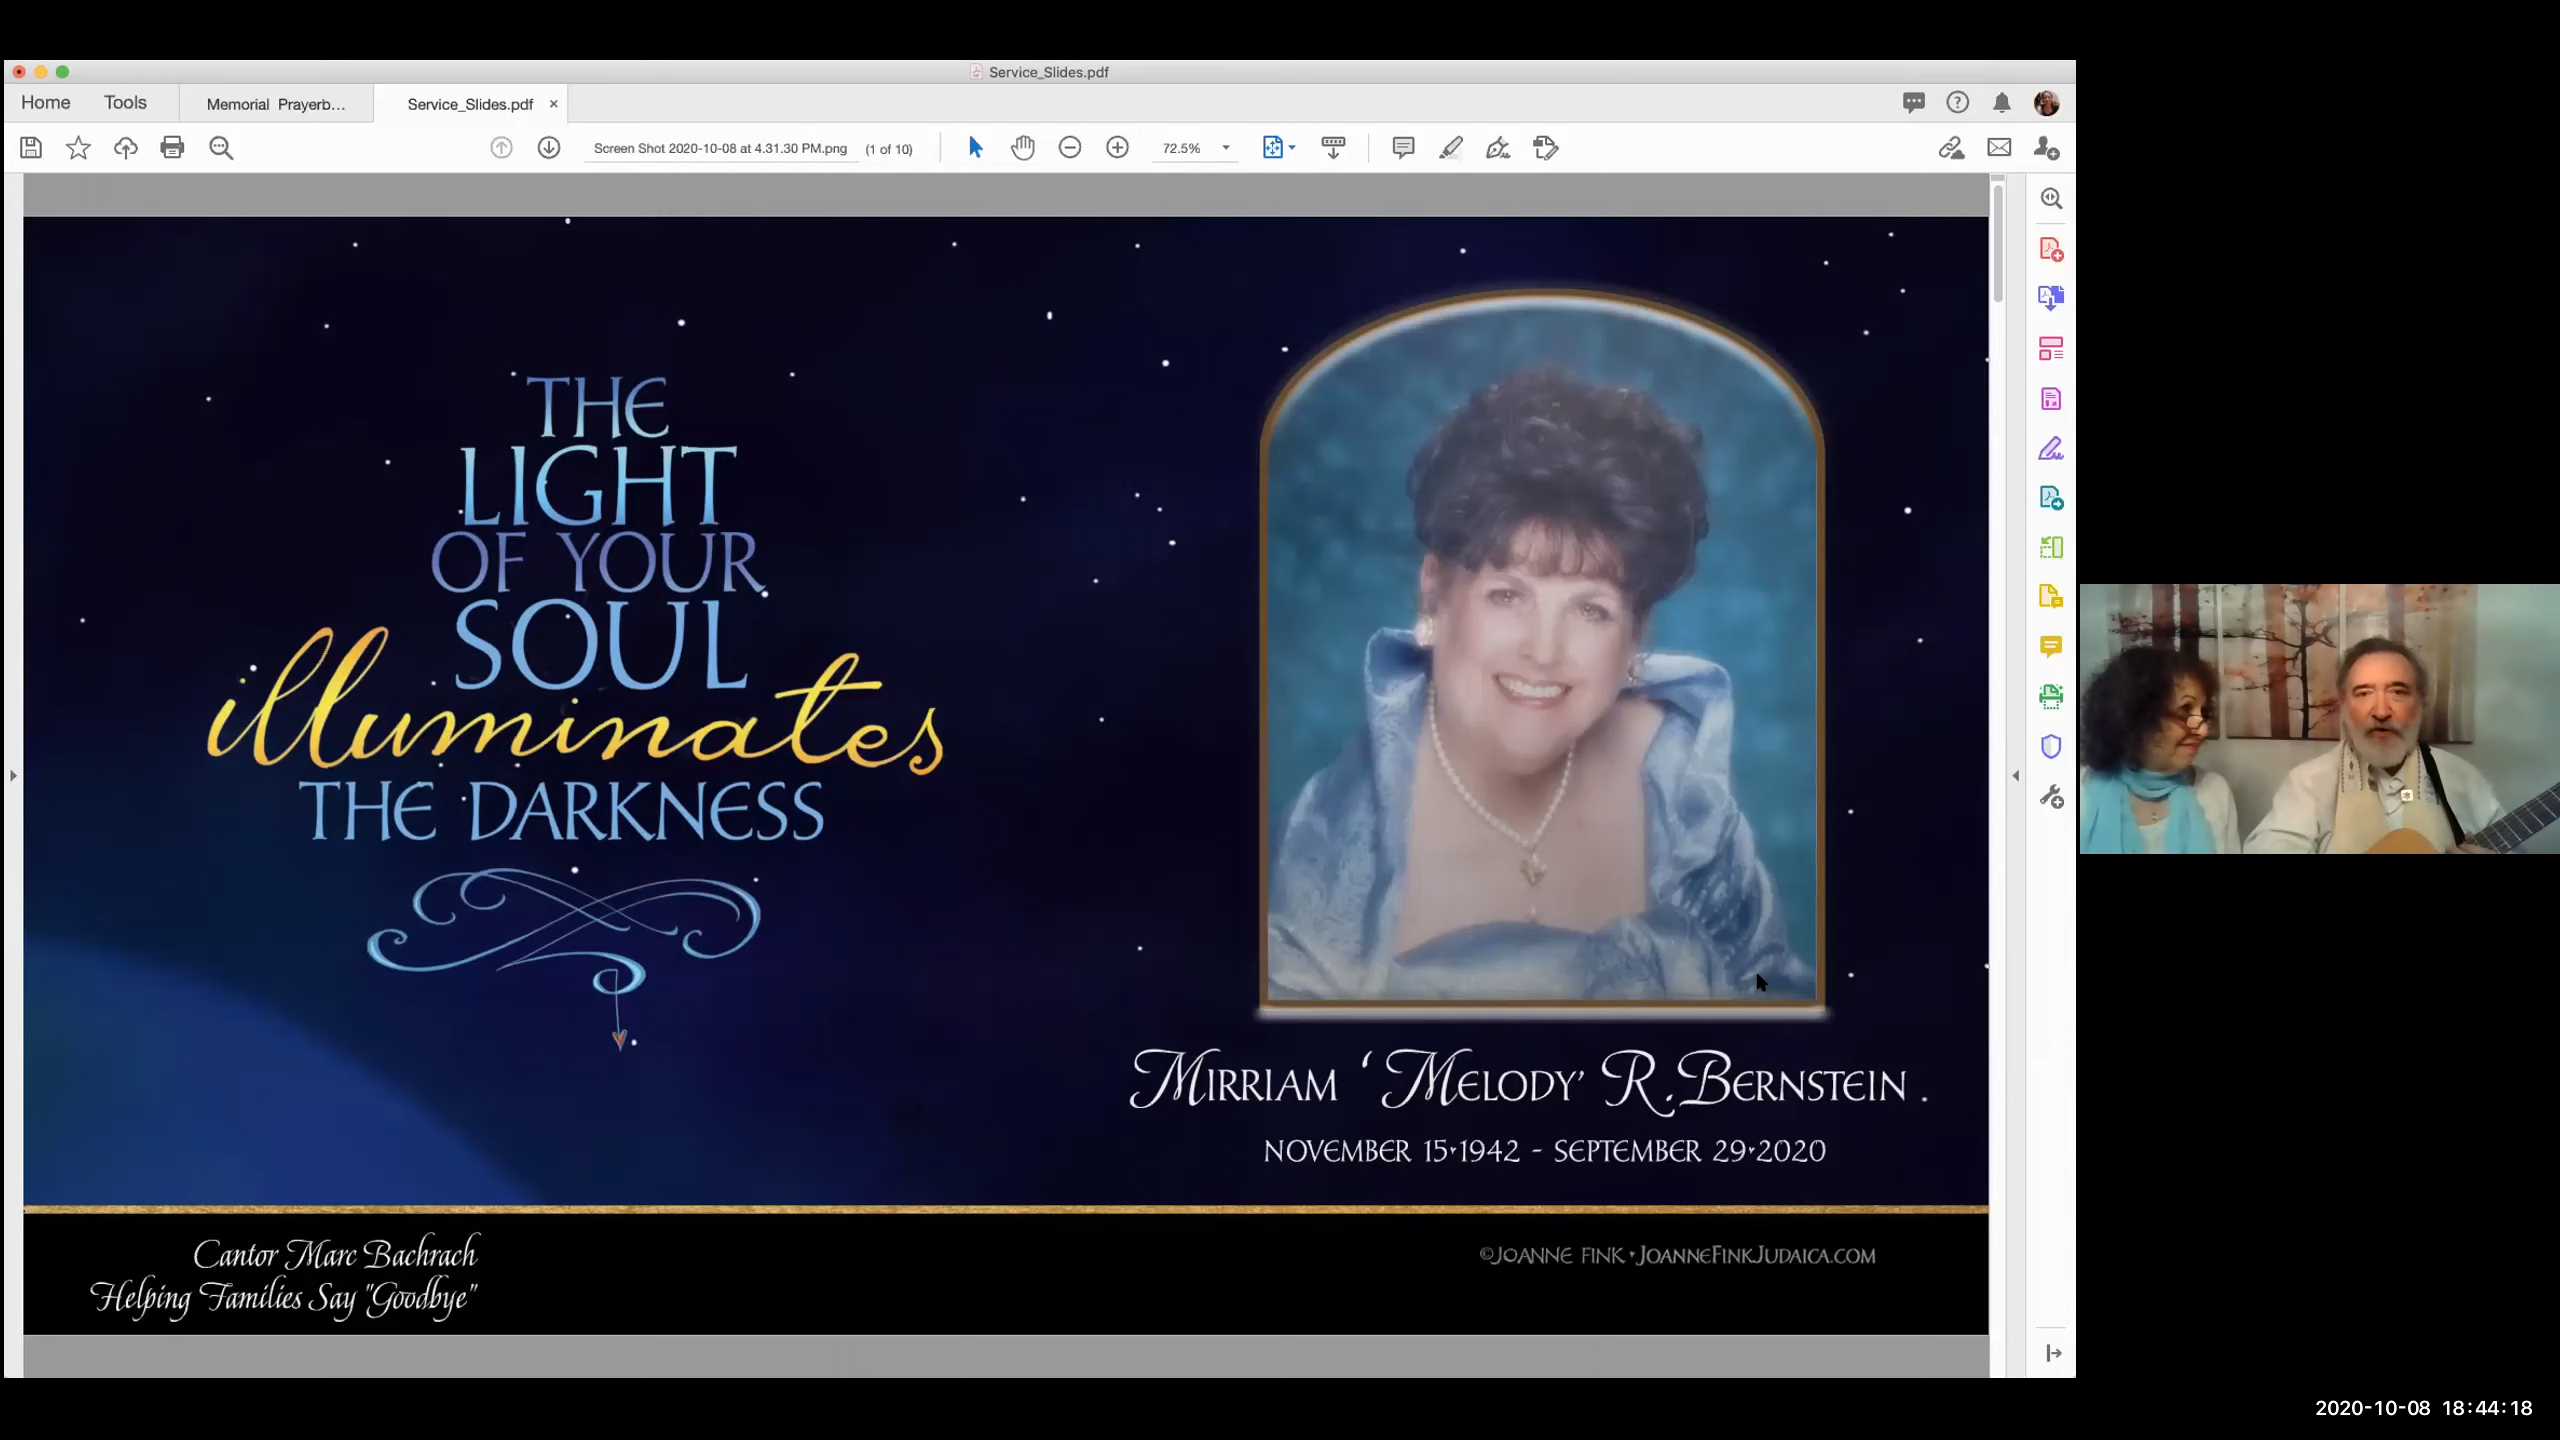 Service_Slides.pdf
Home Tools Memorial Prayerb... Service_Slides.pdf ×
Screen Shot 2020-10-08 at 4.31.30 PM.png (1 of 10) 72.5%
THE
LIGHT
OF YOUR
SOUL
illuminates
THE DARKNESS
MIRRIAM 'MELODY' R. BERNSTEIN .
NOVEMBER 15·1942 - SEPTEMBER 29·2020
Cantor Marc Bachrach
Helping Families Say "Goodbye"
©JOANNE FINK · JOANNEFINKJUDAICA.COM
2020-10-08 18:44:18